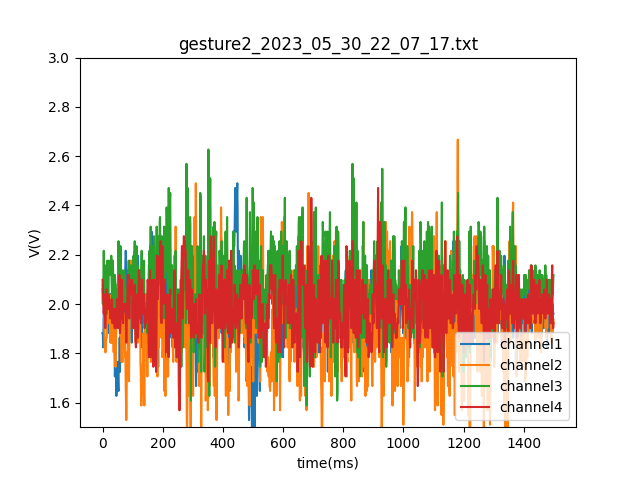 gesture2_2023_05_30_22_07_17.txt
3.0
2.8
2.6
2.4
2.2
2.0
1.8
1.6
V(V)
channel1
channel2
channel3
channel4
0 200 400 600 800 1000 1200 1400
time(ms)